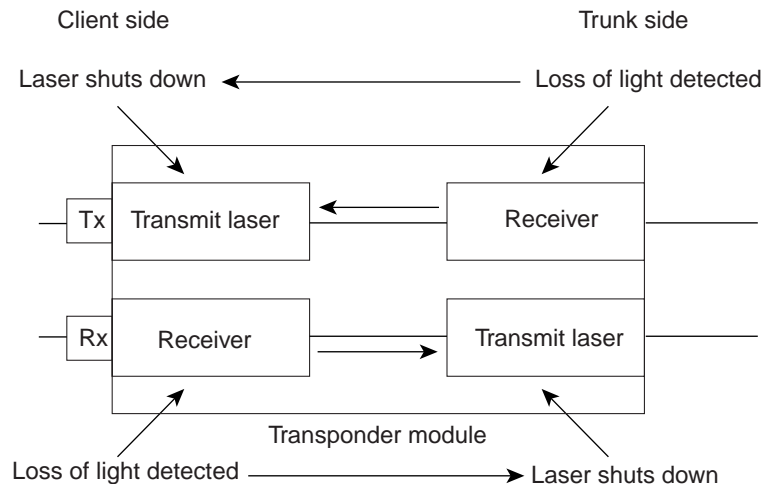 Client side
Trunk side
Laser shuts down
Loss of light detected
Tx
Transmit laser
Receiver
Rx
Receiver
Transmit laser
Transponder module
Loss of light detected
Laser shuts down